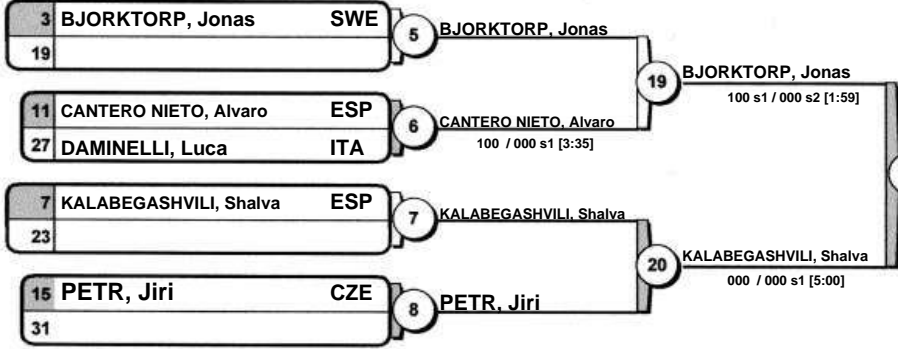 3 BJORKTORP, Jonas SWE
19
5
BJORKTORP, Jonas
11 CANTERO NIETO, Alvaro ESP
27 DAMINELLI, Luca ITA
6
CANTERO NIETO, Alvaro
100 / 000 s1 [3:35]
19
BJORKTORP, Jonas
100 s1 / 000 s2 [1:59]
7 KALABEGASHVILI, Shalva ESP
23
7
KALABEGASHVILI, Shalva
15 PETR, Jiri CZE
31
8
PETR, Jiri
20
KALABEGASHVILI, Shalva
000 / 000 s1 [5:00]